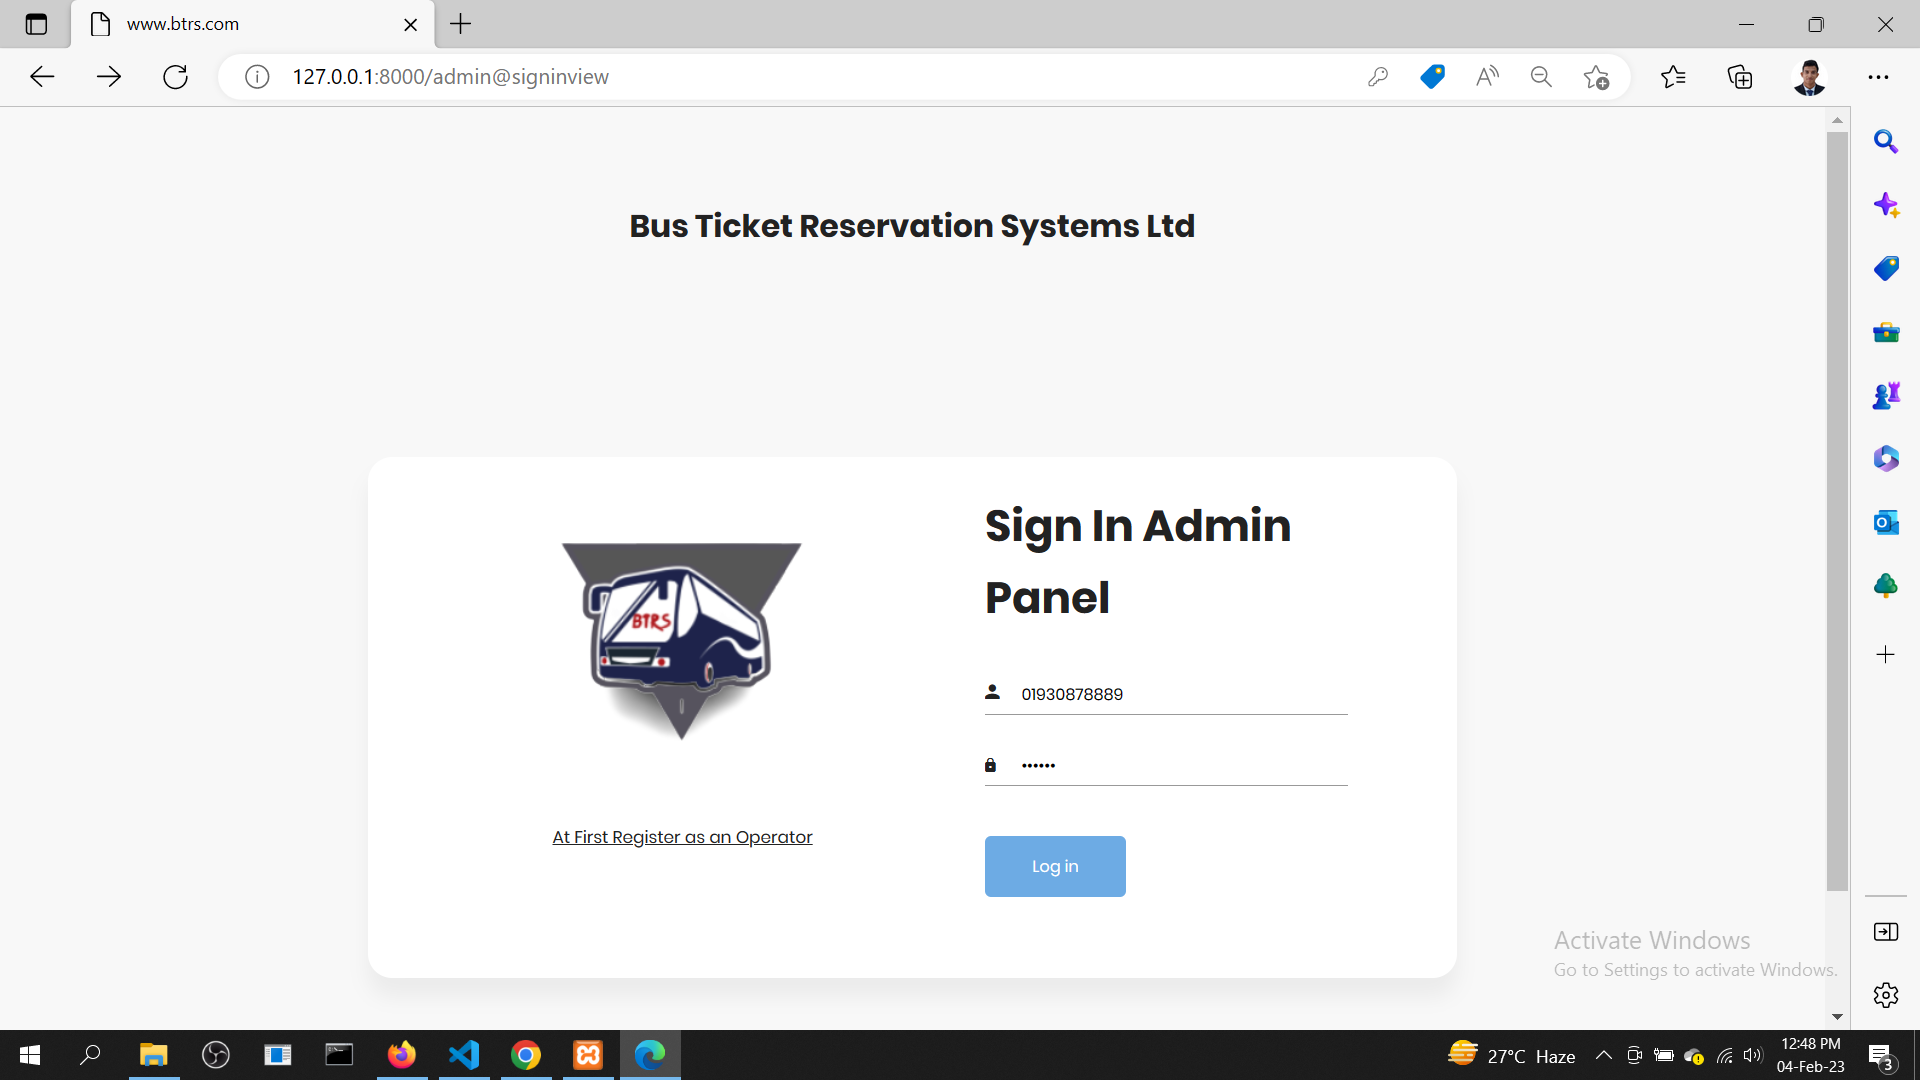 www.btrs.com
127.0.0.1:8000/admin@signinview
Bus Ticket Reservation Systems Ltd
Sign In Admin
Panel
BTRS
01930878889
••••••
At First Register as an Operator
Log in
Activate Windows
Go to Settings to activate Windows.
27°C Haze
12:48 PM
04-Feb-23
3